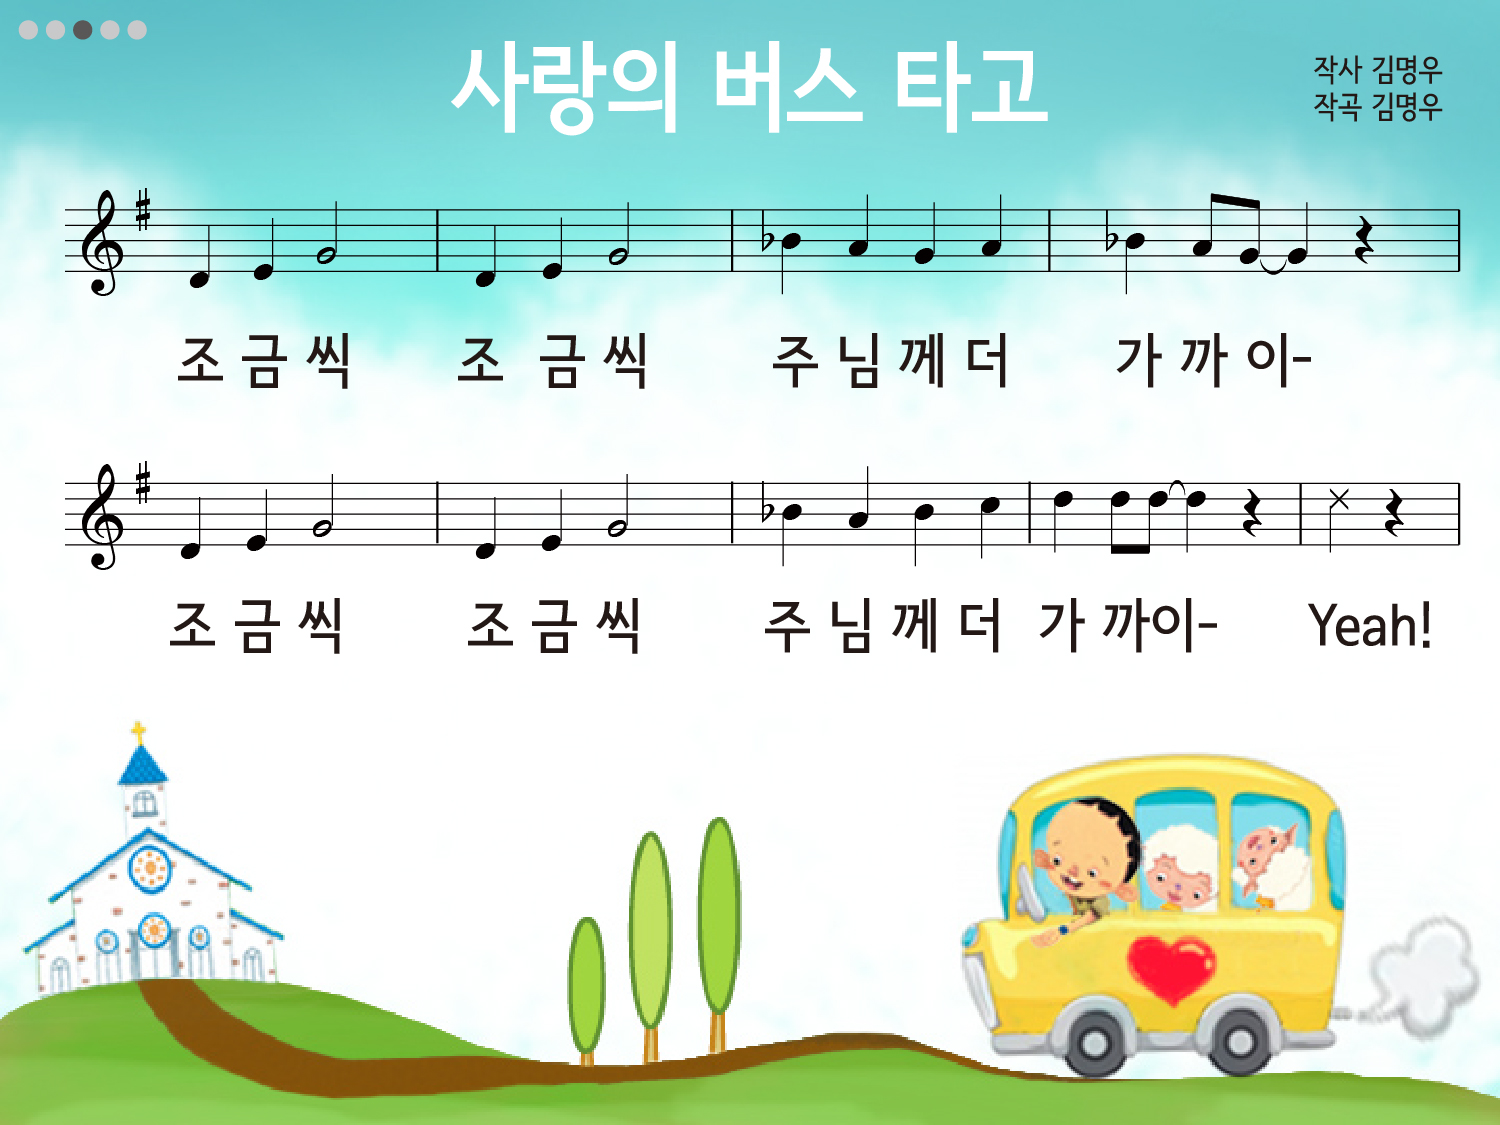 사랑의 버스 타고
작사 김명우
작곡 김명우
조 금 씩 조 금 씩 주 님 께 더 가 까 이-
조 금 씩 조 금 씩 주 님 께 더 가 까이- Yeah!